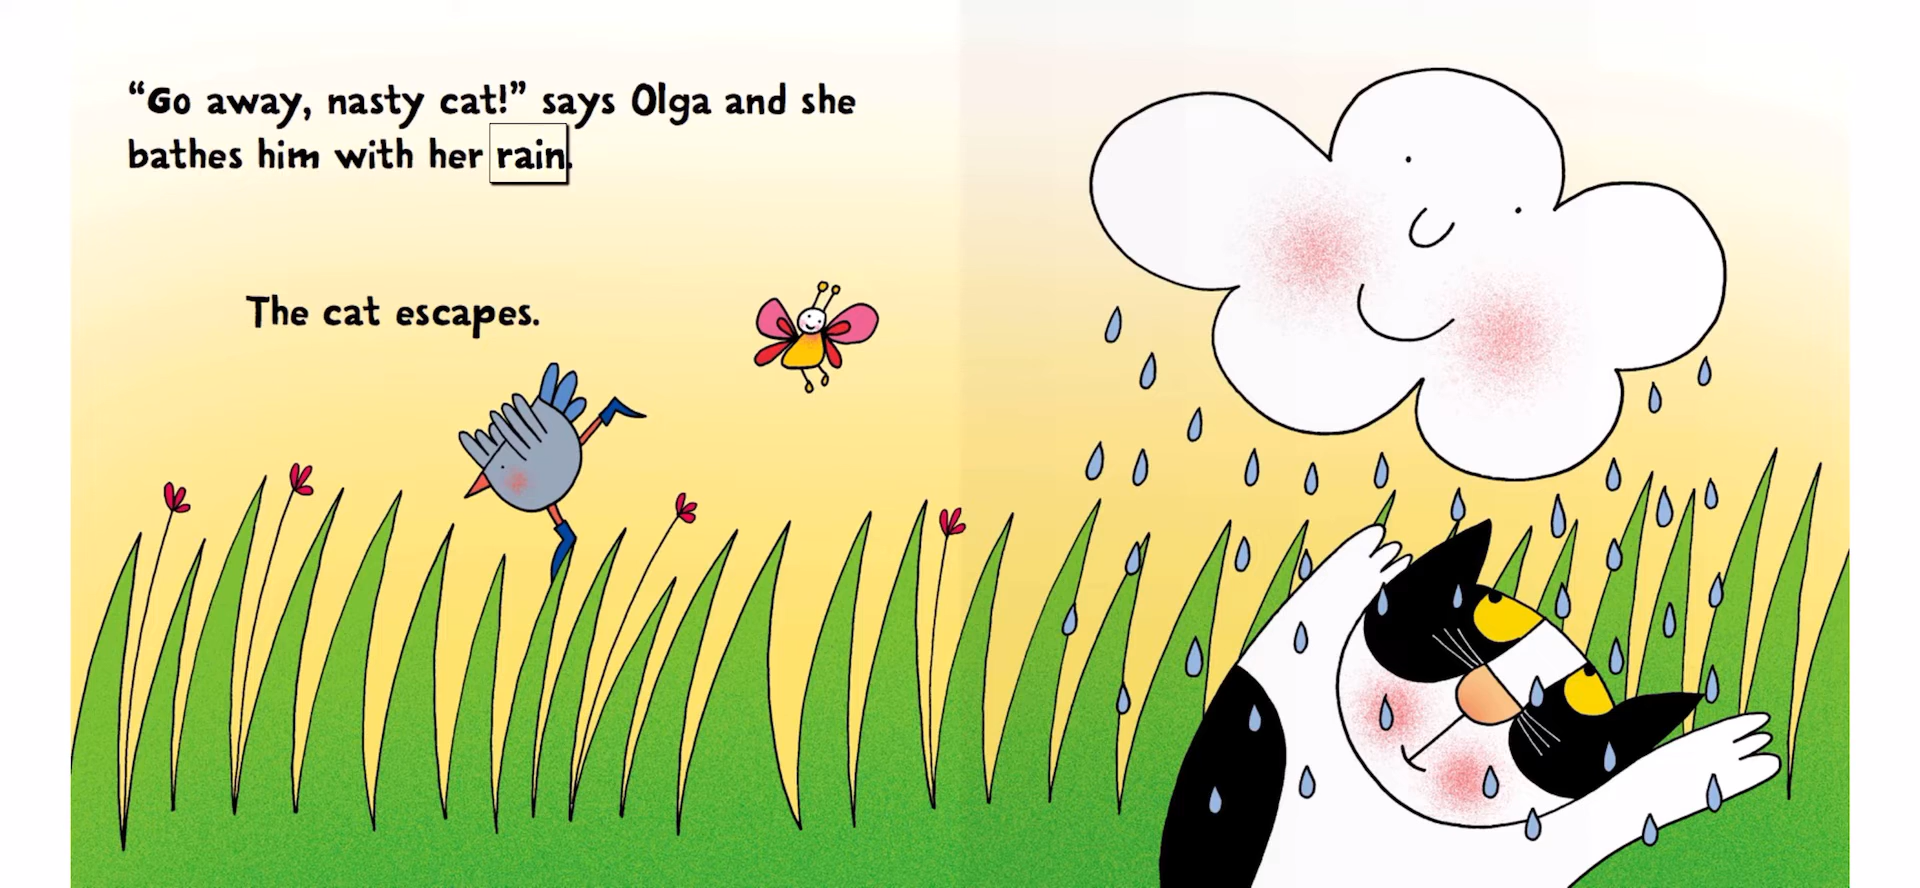 “Go away, nasty cat!” says Olga and she
bathes him with her rain.
The cat escapes.